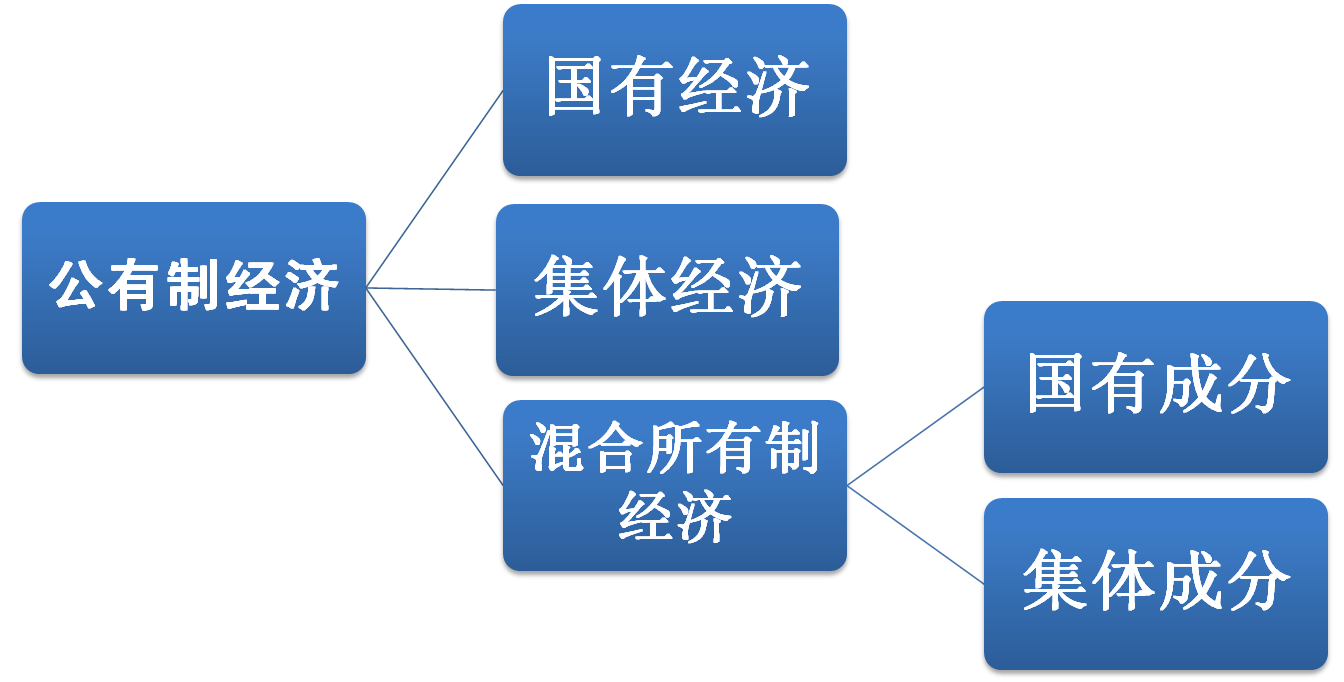 国有经济
公有制经济
集体经济
混合所有制
经济
国有成分
集体成分